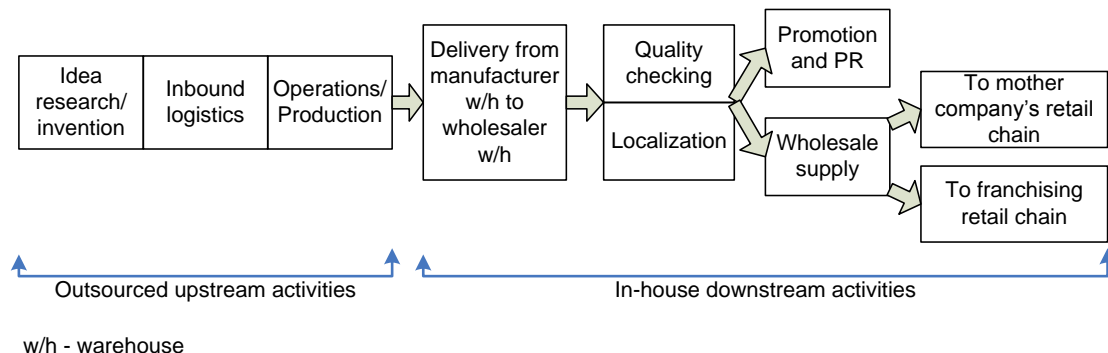 Idea
research/
invention
Inbound
logistics
Operations/
Production
Delivery from
manufacturer
w/h to
wholesaler
w/h
Quality
checking
Localization
Promotion
and PR
Wholesale
supply
To mother
company's retail
chain
To franchising
retail chain
Outsourced upstream activities
In-house downstream activities
w/h - warehouse